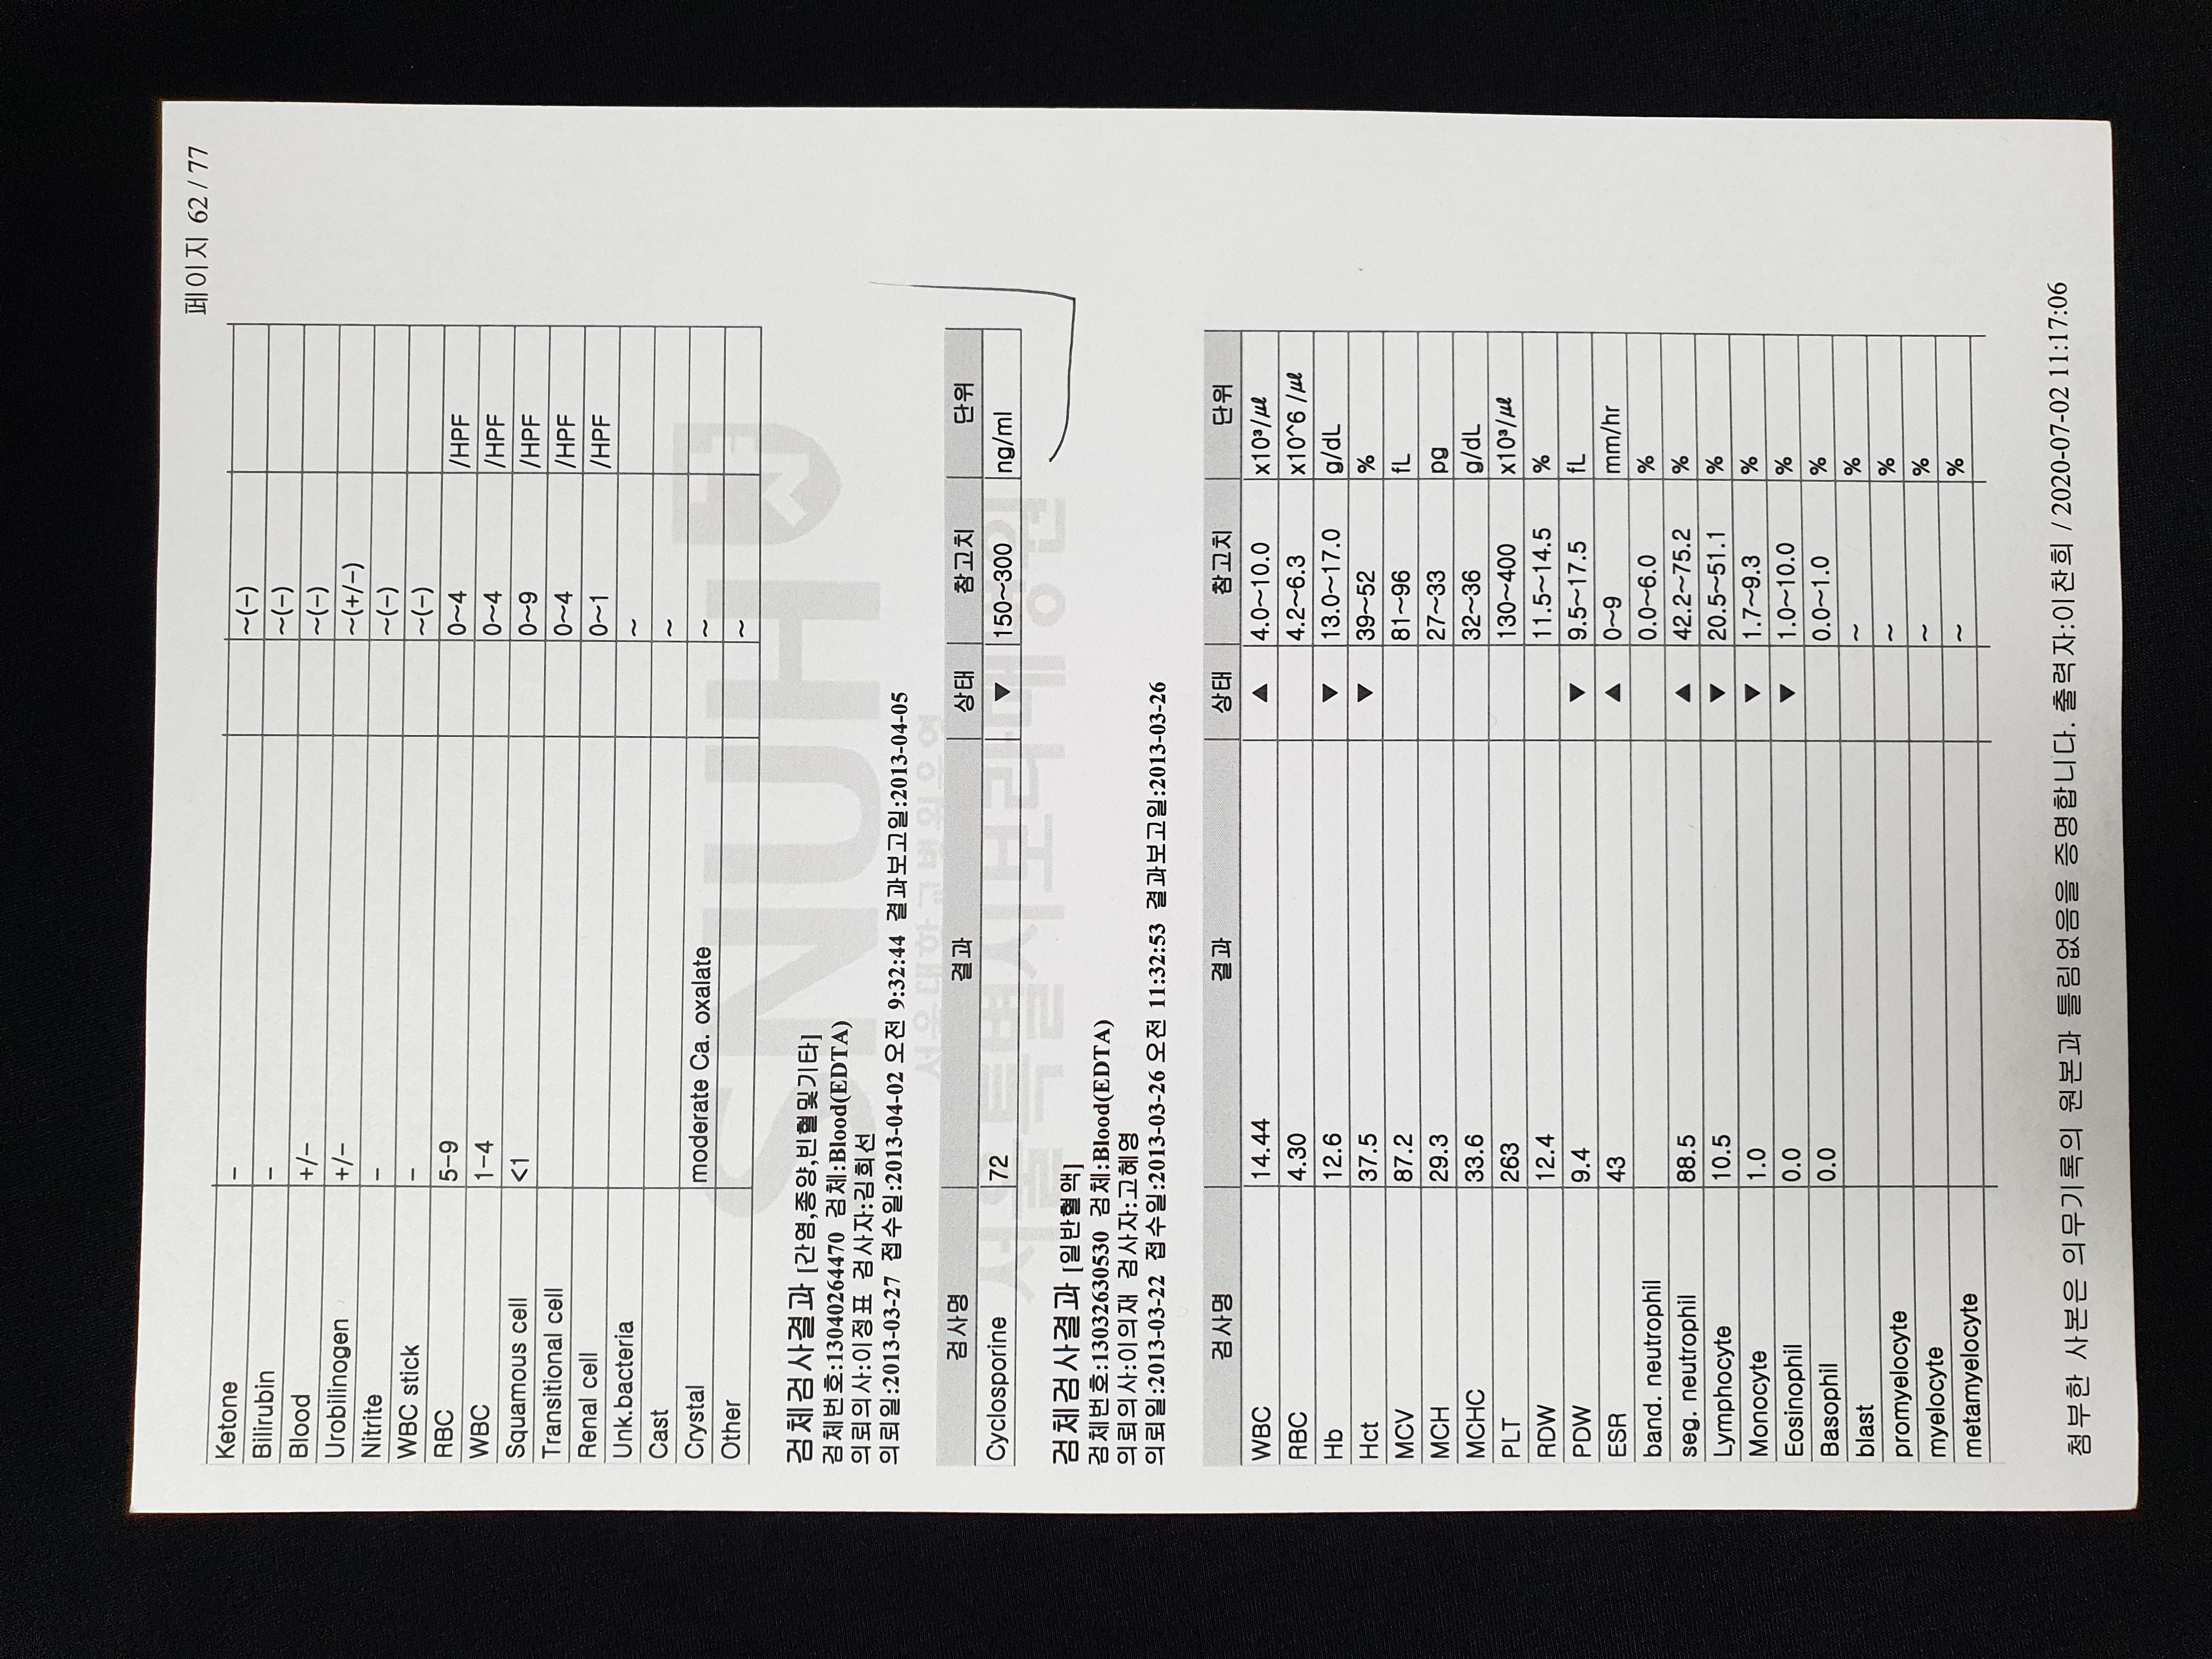 페이지 62 / 77
Ketone – ~(−)
Bilirubin – ~(−)
Blood +/− ~(−)
Urobilinogen +/− ~(+/−)
Nitrite – ~(−)
WBC stick – ~(−)
RBC 5−9 0~4 /HPF
WBC 1−4 0~4 /HPF
Squamous cell <1 0~9 /HPF
Transitional cell 0~4 /HPF
Renal cell 0~1 /HPF
Unk.bacteria ~
Cast ~
Crystal moderate Ca. oxalate ~
Other ~
SNUH
검체검사결과 [간염,종양,빈혈및기타]
검체번호:13040264470 검체:Blood(EDTA)
의뢰의사:이정표 검사자:김희선
의뢰일:2013-03-27 접수일:2013-04-02 오전 9:32:44 결과보고일:2013-04-05
서울대학교병원운영
검사명 결과 상태 참고치 단위
Cyclosporine 72 ▼ 150~300 ng/ml
서울특별시보라매병원
검체검사결과 [일반혈액]
검체번호:13032630530 검체:Blood(EDTA)
의뢰의사:이의재 검사자:고혜영
의뢰일:2013-03-22 접수일:2013-03-26 오전 11:32:53 결과보고일:2013-03-26
검사명 결과 상태 참고치 단위
WBC 14.44 ▲ 4.0~10.0 x10³/㎕
RBC 4.30 4.2~6.3 x10^6 /㎕
Hb 12.6 ▼ 13.0~17.0 g/dL
Hct 37.5 ▼ 39~52 %
MCV 87.2 81~96 fL
MCH 29.3 27~33 pg
MCHC 33.6 32~36 g/dL
PLT 263 130~400 x10³/㎕
RDW 12.4 11.5~14.5 %
PDW 9.4 ▼ 9.5~17.5 fL
ESR 43 ▲ 0~9 mm/hr
band. neutrophil 0.0~6.0 %
seg. neutrophil 88.5 ▲ 42.2~75.2 %
Lymphocyte 10.5 ▼ 20.5~51.1 %
Monocyte 1.0 ▼ 1.7~9.3 %
Eosinophil 0.0 ▼ 1.0~10.0 %
Basophil 0.0 0.0~1.0 %
blast ~ %
promyelocyte ~ %
myelocyte ~ %
metamyelocyte ~ %
첨부한 사본은 의무기록의 원본과 틀림없음을 증명합니다. 출력자:이찬희 / 2020-07-02 11:17:06